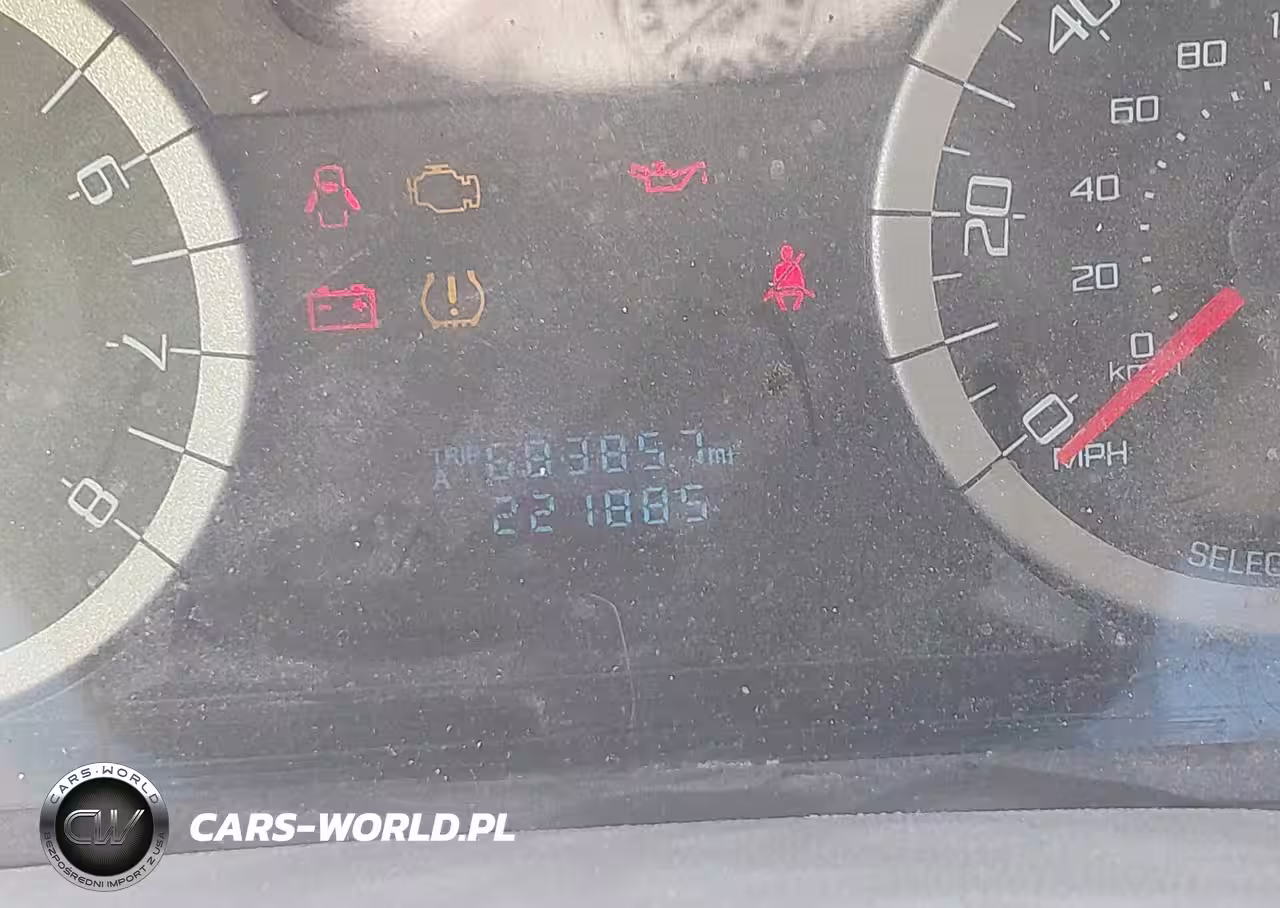 40
80
60
6
40
20
20
7
0
km/h
0
MPH
TRIP
A
mi
221885
8
SELEC
CARS-WORLD
CW
BEZPOŚREDNI IMPORT Z USA
CARS-WORLD.PL